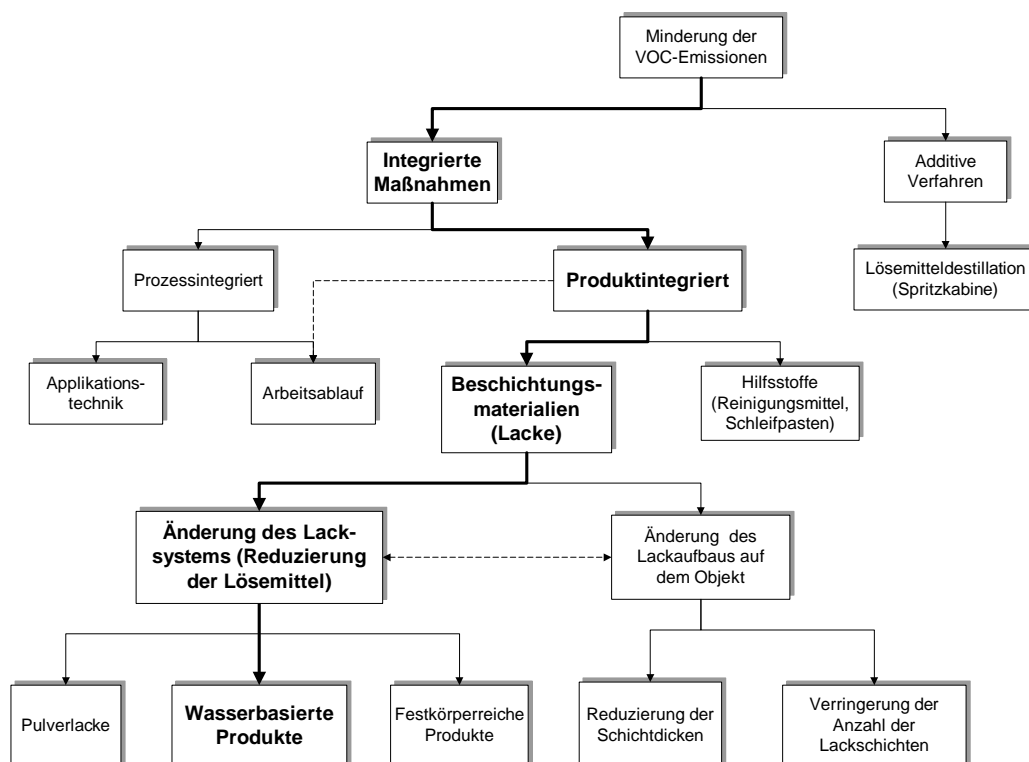 Minderung der
VOC-Emissionen
Integrierte
Maßnahmen
Additive
Verfahren
Prozessintegriert
Produktintegriert
Lösemitteldestillation
(Spritzkabine)
Applikations-
technik
Arbeitsablauf
Beschichtungs-
materialien
(Lacke)
Hilfsstoffe
(Reinigungsmittel,
Schleifpasten)
Änderung des Lack-
systems (Reduzierung
der Lösemittel)
Änderung des
Lackaufbaus auf
dem Objekt
Pulverlacke
Wasserbasierte
Produkte
Festkörperreiche
Produkte
Reduzierung der
Schichtdicken
Verringerung der
Anzahl der
Lackschichten